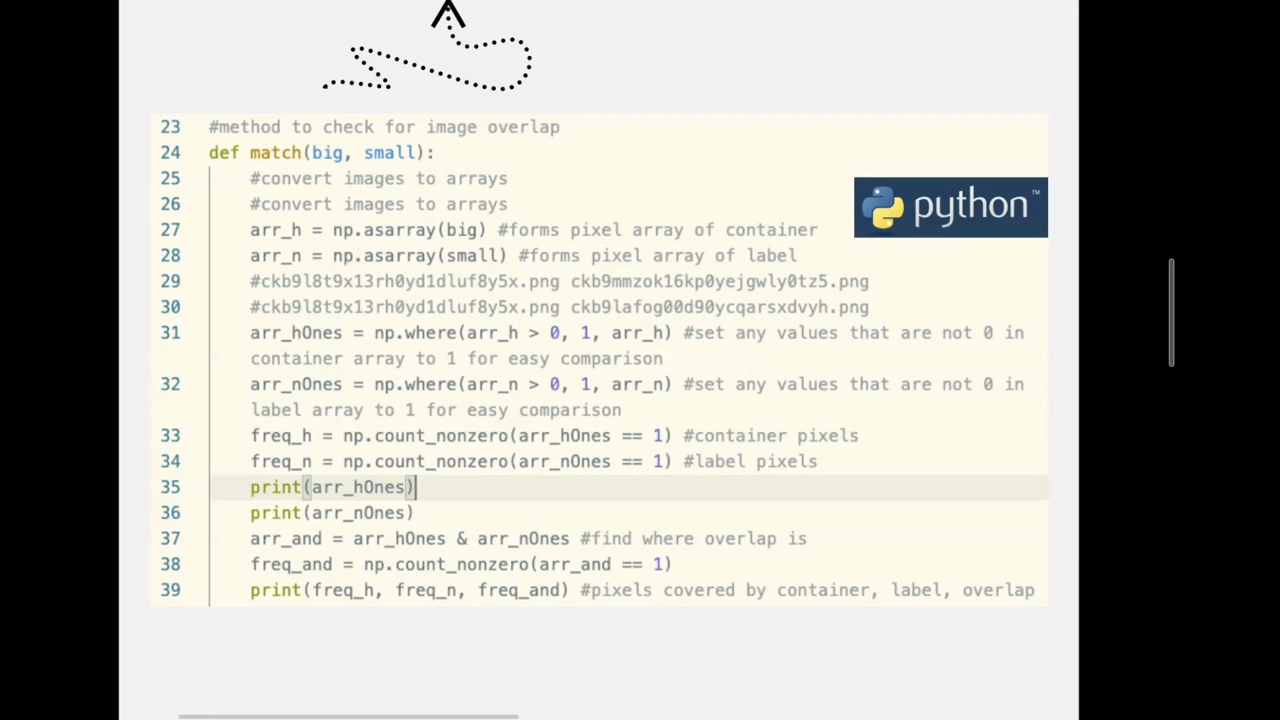 23 #method to check for image overlap
24 def match(big, small):
25 #convert images to arrays
26 #convert images to arrays
27 arr_h = np.asarray(big) #forms pixel array of container
28 arr_n = np.asarray(small) #forms pixel array of label
29 #ckb9l8t9x13rh0yd1dluf8y5x.png ckb9mmzok16kp0yejgwly0tz5.png
30 #ckb9l8t9x13rh0yd1dluf8y5x.png ckb9lafog00d90ycqarsxdvyh.png
31 arr_hOnes = np.where(arr_h > 0, 1, arr_h) #set any values that are not 0 in
container array to 1 for easy comparison
32 arr_nOnes = np.where(arr_n > 0, 1, arr_n) #set any values that are not 0 in
label array to 1 for easy comparison
33 freq_h = np.count_nonzero(arr_hOnes == 1) #container pixels
34 freq_n = np.count_nonzero(arr_nOnes == 1) #label pixels
35 print(arr_hOnes)
36 print(arr_nOnes)
37 arr_and = arr_hOnes & arr_nOnes #find where overlap is
38 freq_and = np.count_nonzero(arr_and == 1)
39 print(freq_h, freq_n, freq_and) #pixels covered by container, label, overlap
python™